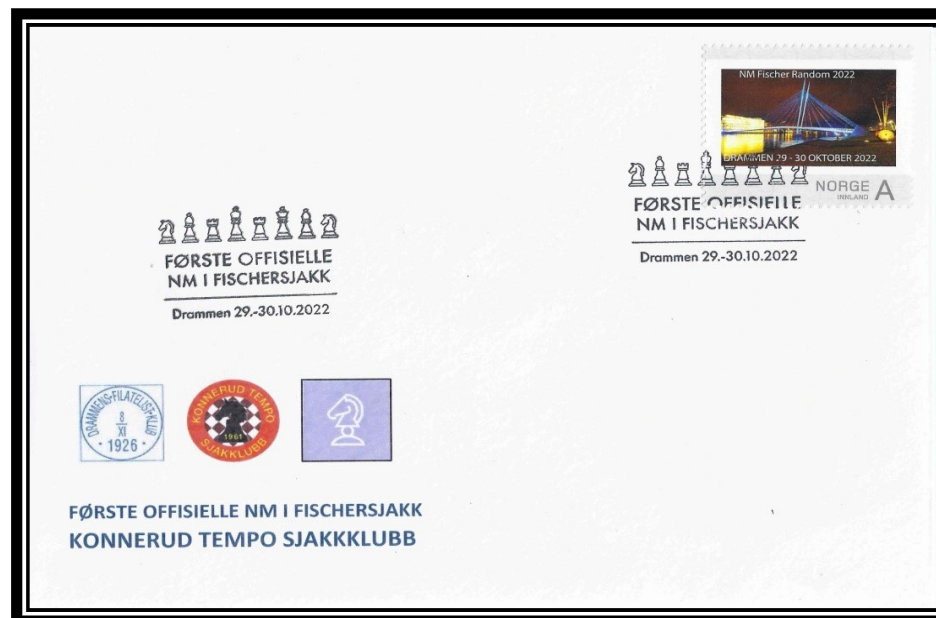 NM Fischer Random 2022
DRAMMEN 29 - 30 OKTOBER 2022
NORGE A
INNLAND
FØRSTE OFFISIELLE
NM I FISCHERSJAKK
Drammen 29.-30.10.2022
FØRSTE OFFISIELLE
NM I FISCHERSJAKK
Drammen 29.-30.10.2022
DRAMMENS-FILATELIST-KLUB
8
XI
1926
KONNERUD TEMPO
1961
SJAKKLUBB
FØRSTE OFFISIELLE NM I FISCHERSJAKK
KONNERUD TEMPO SJAKKKLUBB